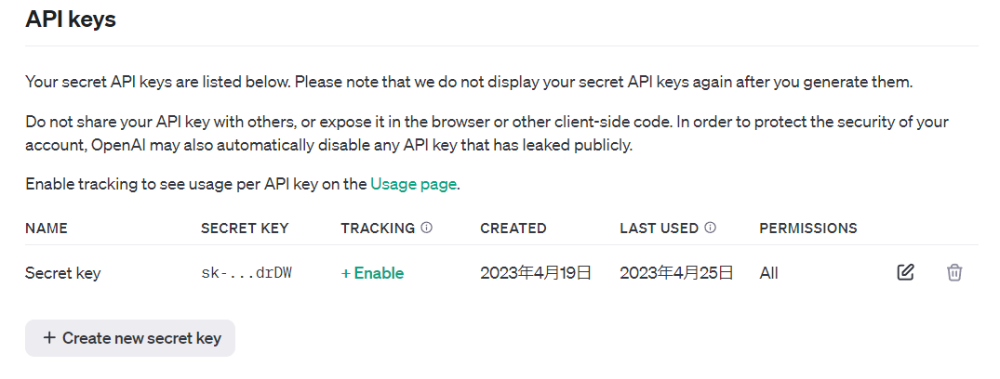 API keys
Your secret API keys are listed below. Please note that we do not display your secret API keys again after you generate them.
Do not share your API key with others, or expose it in the browser or other client-side code. In order to protect the security of your
account, OpenAI may also automatically disable any API key that has leaked publicly.
Enable tracking to see usage per API key on the Usage page.
NAME SECRET KEY TRACKING CREATED LAST USED PERMISSIONS
Secret key sk-...drDW + Enable 2023年4月19日 2023年4月25日 All
+ Create new secret key